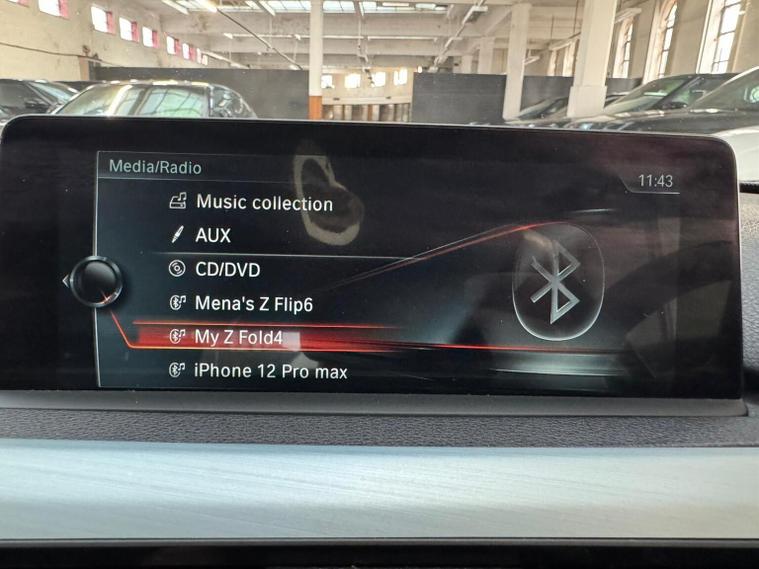 Media/Radio
11:43
Music collection
AUX
CD/DVD
Mena's Z Flip6
My Z Fold4
iPhone 12 Pro max